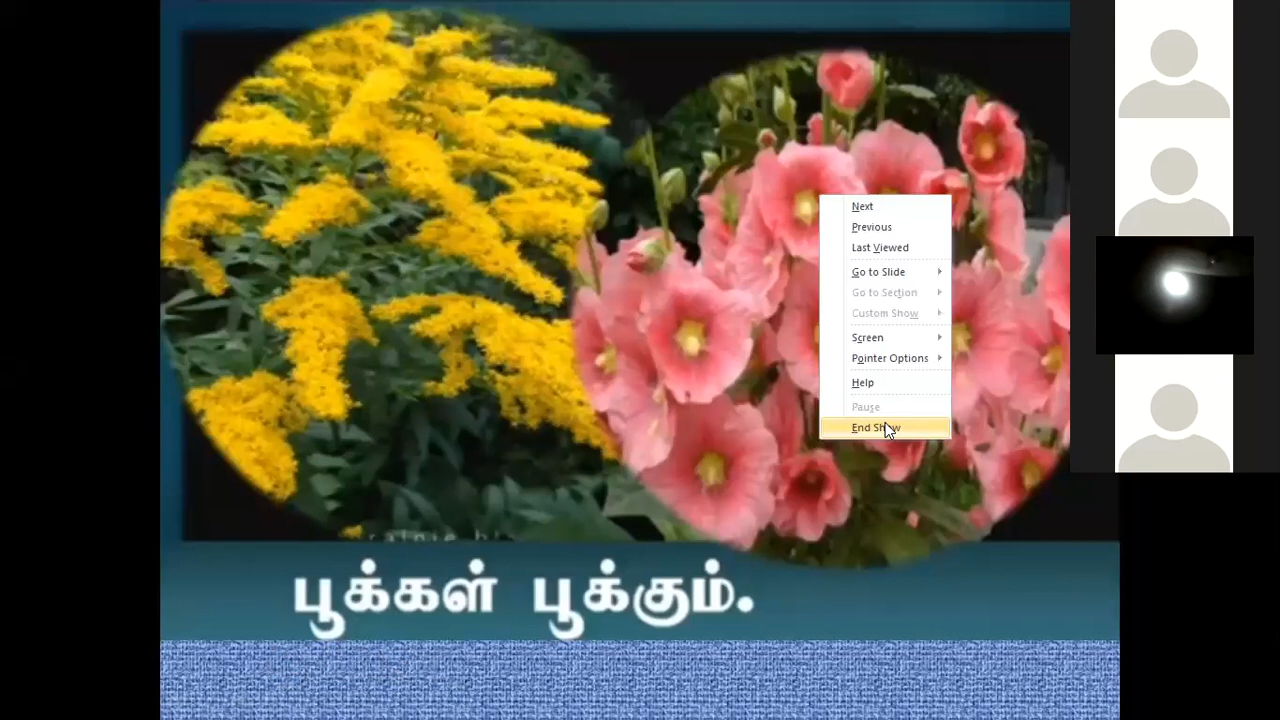 Next
Previous
Last Viewed
Go to Slide
Go to Section
Custom Show
Screen
Pointer Options
Help
Pause
End Show
பூக்கள் பூக்கும்.